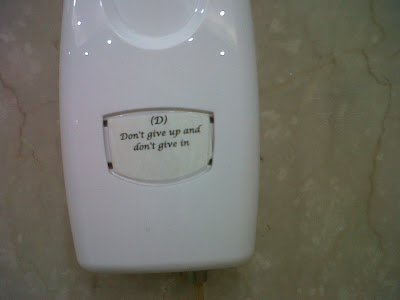 (D)
Don't give up and
don't give in